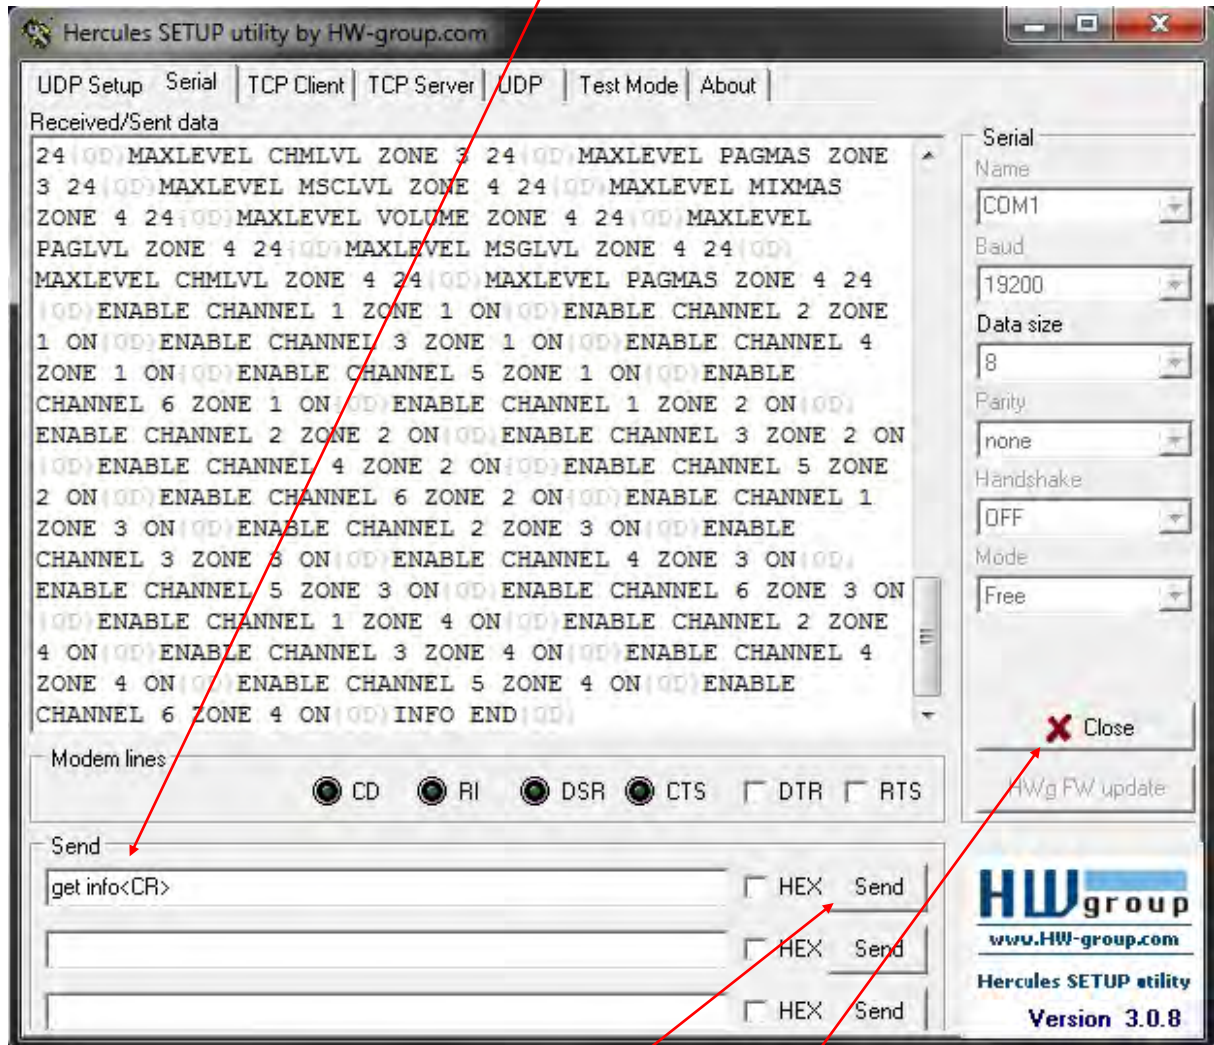 Hercules SETUP utility by HW-group.com
UDP Setup Serial TCP Client TCP Server UDP Test Mode About
Received/Sent data
24{0D}MAXLEVEL CHMLVL ZONE 3 24{0D}MAXLEVEL PAGMAS ZONE
3 24{0D}MAXLEVEL MSCLVL ZONE 4 24{0D}MAXLEVEL MIXMAS
ZONE 4 24{0D}MAXLEVEL VOLUME ZONE 4 24{0D}MAXLEVEL
PAGLVL ZONE 4 24{0D}MAXLEVEL MSGLVL ZONE 4 24{0D}
MAXLEVEL CHMLVL ZONE 4 24{0D}MAXLEVEL PAGMAS ZONE 4 24
{0D}ENABLE CHANNEL 1 ZONE 1 ON{0D}ENABLE CHANNEL 2 ZONE
1 ON{0D}ENABLE CHANNEL 3 ZONE 1 ON{0D}ENABLE CHANNEL 4
ZONE 1 ON{0D}ENABLE CHANNEL 5 ZONE 1 ON{0D}ENABLE
CHANNEL 6 ZONE 1 ON{0D}ENABLE CHANNEL 1 ZONE 2 ON{0D}
ENABLE CHANNEL 2 ZONE 2 ON{0D}ENABLE CHANNEL 3 ZONE 2 ON
{0D}ENABLE CHANNEL 4 ZONE 2 ON{0D}ENABLE CHANNEL 5 ZONE
2 ON{0D}ENABLE CHANNEL 6 ZONE 2 ON{0D}ENABLE CHANNEL 1
ZONE 3 ON{0D}ENABLE CHANNEL 2 ZONE 3 ON{0D}ENABLE
CHANNEL 3 ZONE 3 ON{0D}ENABLE CHANNEL 4 ZONE 3 ON{0D}
ENABLE CHANNEL 5 ZONE 3 ON{0D}ENABLE CHANNEL 6 ZONE 3 ON
{0D}ENABLE CHANNEL 1 ZONE 4 ON{0D}ENABLE CHANNEL 2 ZONE
4 ON{0D}ENABLE CHANNEL 3 ZONE 4 ON{0D}ENABLE CHANNEL 4
ZONE 4 ON{0D}ENABLE CHANNEL 5 ZONE 4 ON{0D}ENABLE
CHANNEL 6 ZONE 4 ON{0D}INFO END{0D}
Serial
Name
COM1
Baud
19200
Data size
8
Parity
none
Handshake
OFF
Mode
Free
Close
HWg FW update
Modem lines
CD RI DSR CTS DTR RTS
Send
get info<CR> HEX Send
HEX Send
HEX Send
HWgroup
www.HW-group.com
Hercules SETUP utility
Version 3.0.8